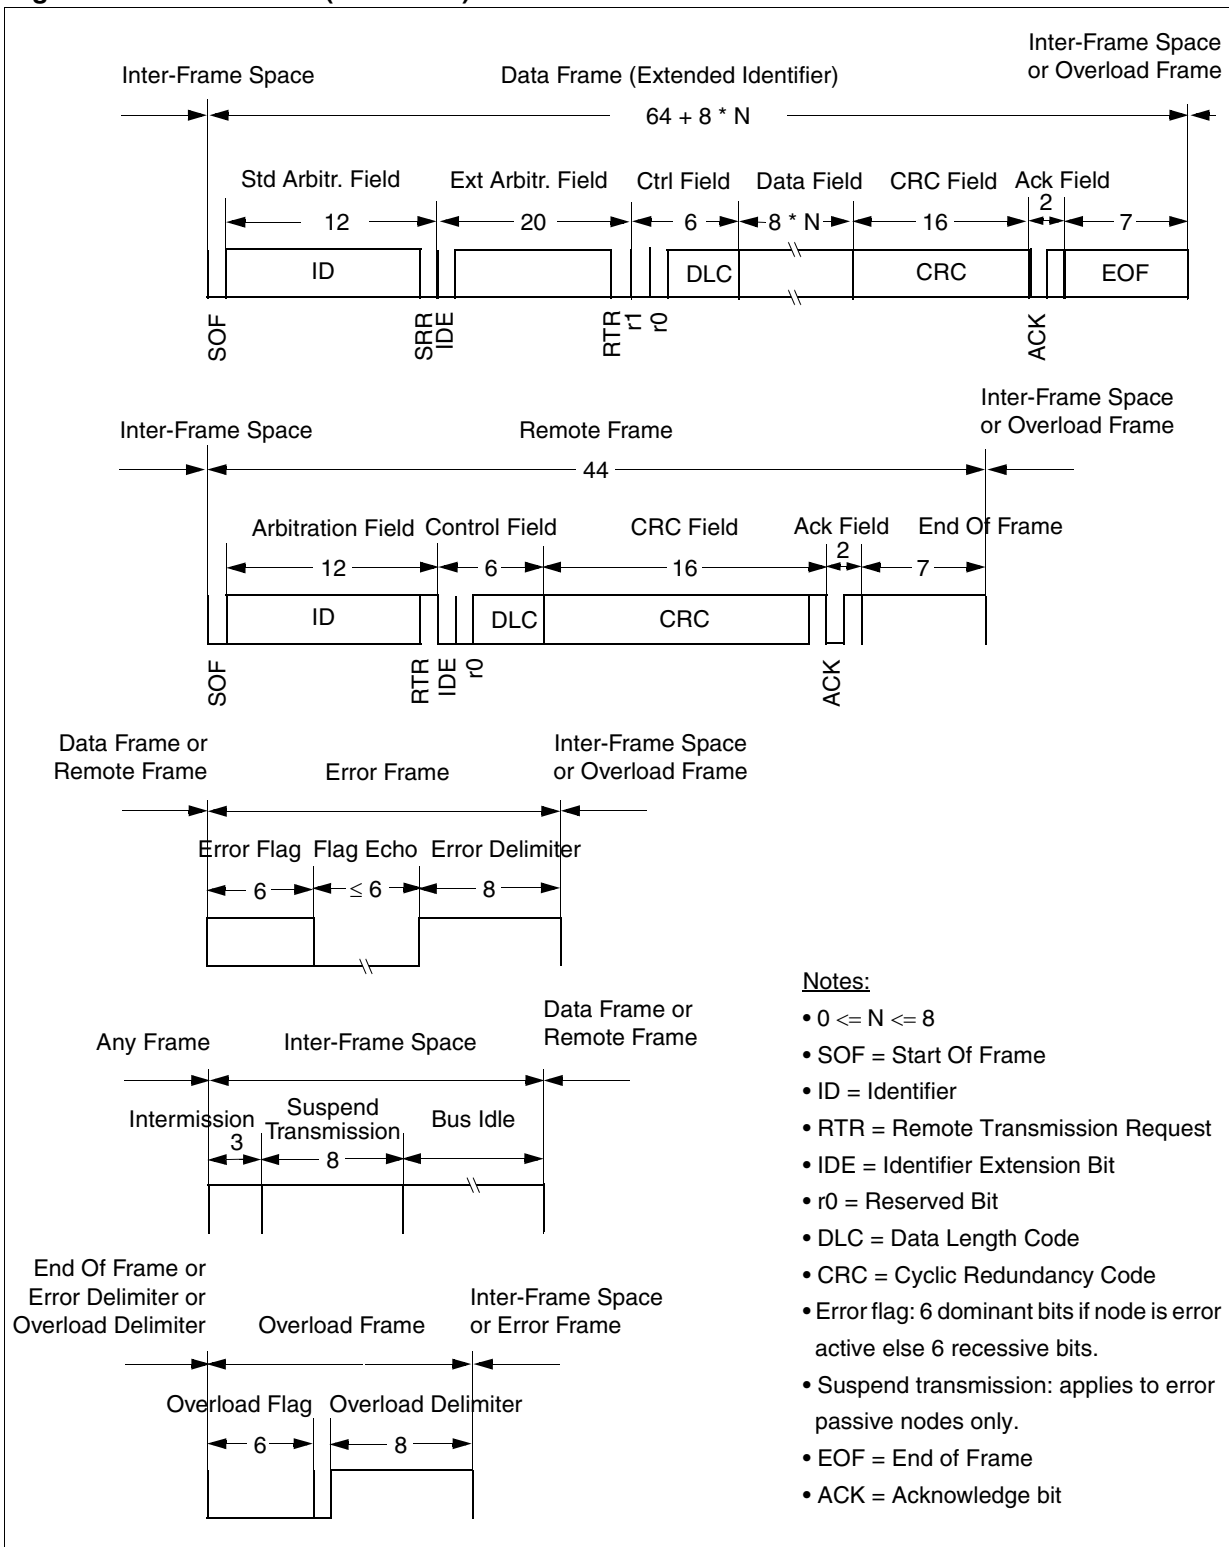 Inter-Frame Space
or Overload Frame
Inter-Frame Space
Data Frame (Extended Identifier)
64 + 8 * N
Std Arbitr. Field
Ext Arbitr. Field
Ctrl Field
Data Field
CRC Field
Ack Field
12
20
6
8 * N
16
2
7
ID
DLC
CRC
EOF
SOF
SRR
IDE
RTR
r1
r0
ACK
Inter-Frame Space
or Overload Frame
Inter-Frame Space
Remote Frame
44
Arbitration Field
Control Field
CRC Field
Ack Field
End Of Frame
12
6
16
2
7
ID
DLC
CRC
SOF
RTR
IDE
r0
ACK
Data Frame or
Remote Frame
Error Frame
Inter-Frame Space
or Overload Frame
Error Flag
Flag Echo
Error Delimiter
6
≤ 6
8
Any Frame
Inter-Frame Space
Data Frame or
Remote Frame
Intermission
Suspend
Transmission
Bus Idle
3
8
End Of Frame or
Error Delimiter or
Overload Delimiter
Overload Frame
Inter-Frame Space
or Error Frame
Overload Flag
Overload Delimiter
6
8
Notes:
• 0 <= N <= 8
• SOF = Start Of Frame
• ID = Identifier
• RTR = Remote Transmission Request
• IDE = Identifier Extension Bit
• r0 = Reserved Bit
• DLC = Data Length Code
• CRC = Cyclic Redundancy Code
• Error flag: 6 dominant bits if node is error
active else 6 recessive bits.
• Suspend transmission: applies to error
passive nodes only.
• EOF = End of Frame
• ACK = Acknowledge bit